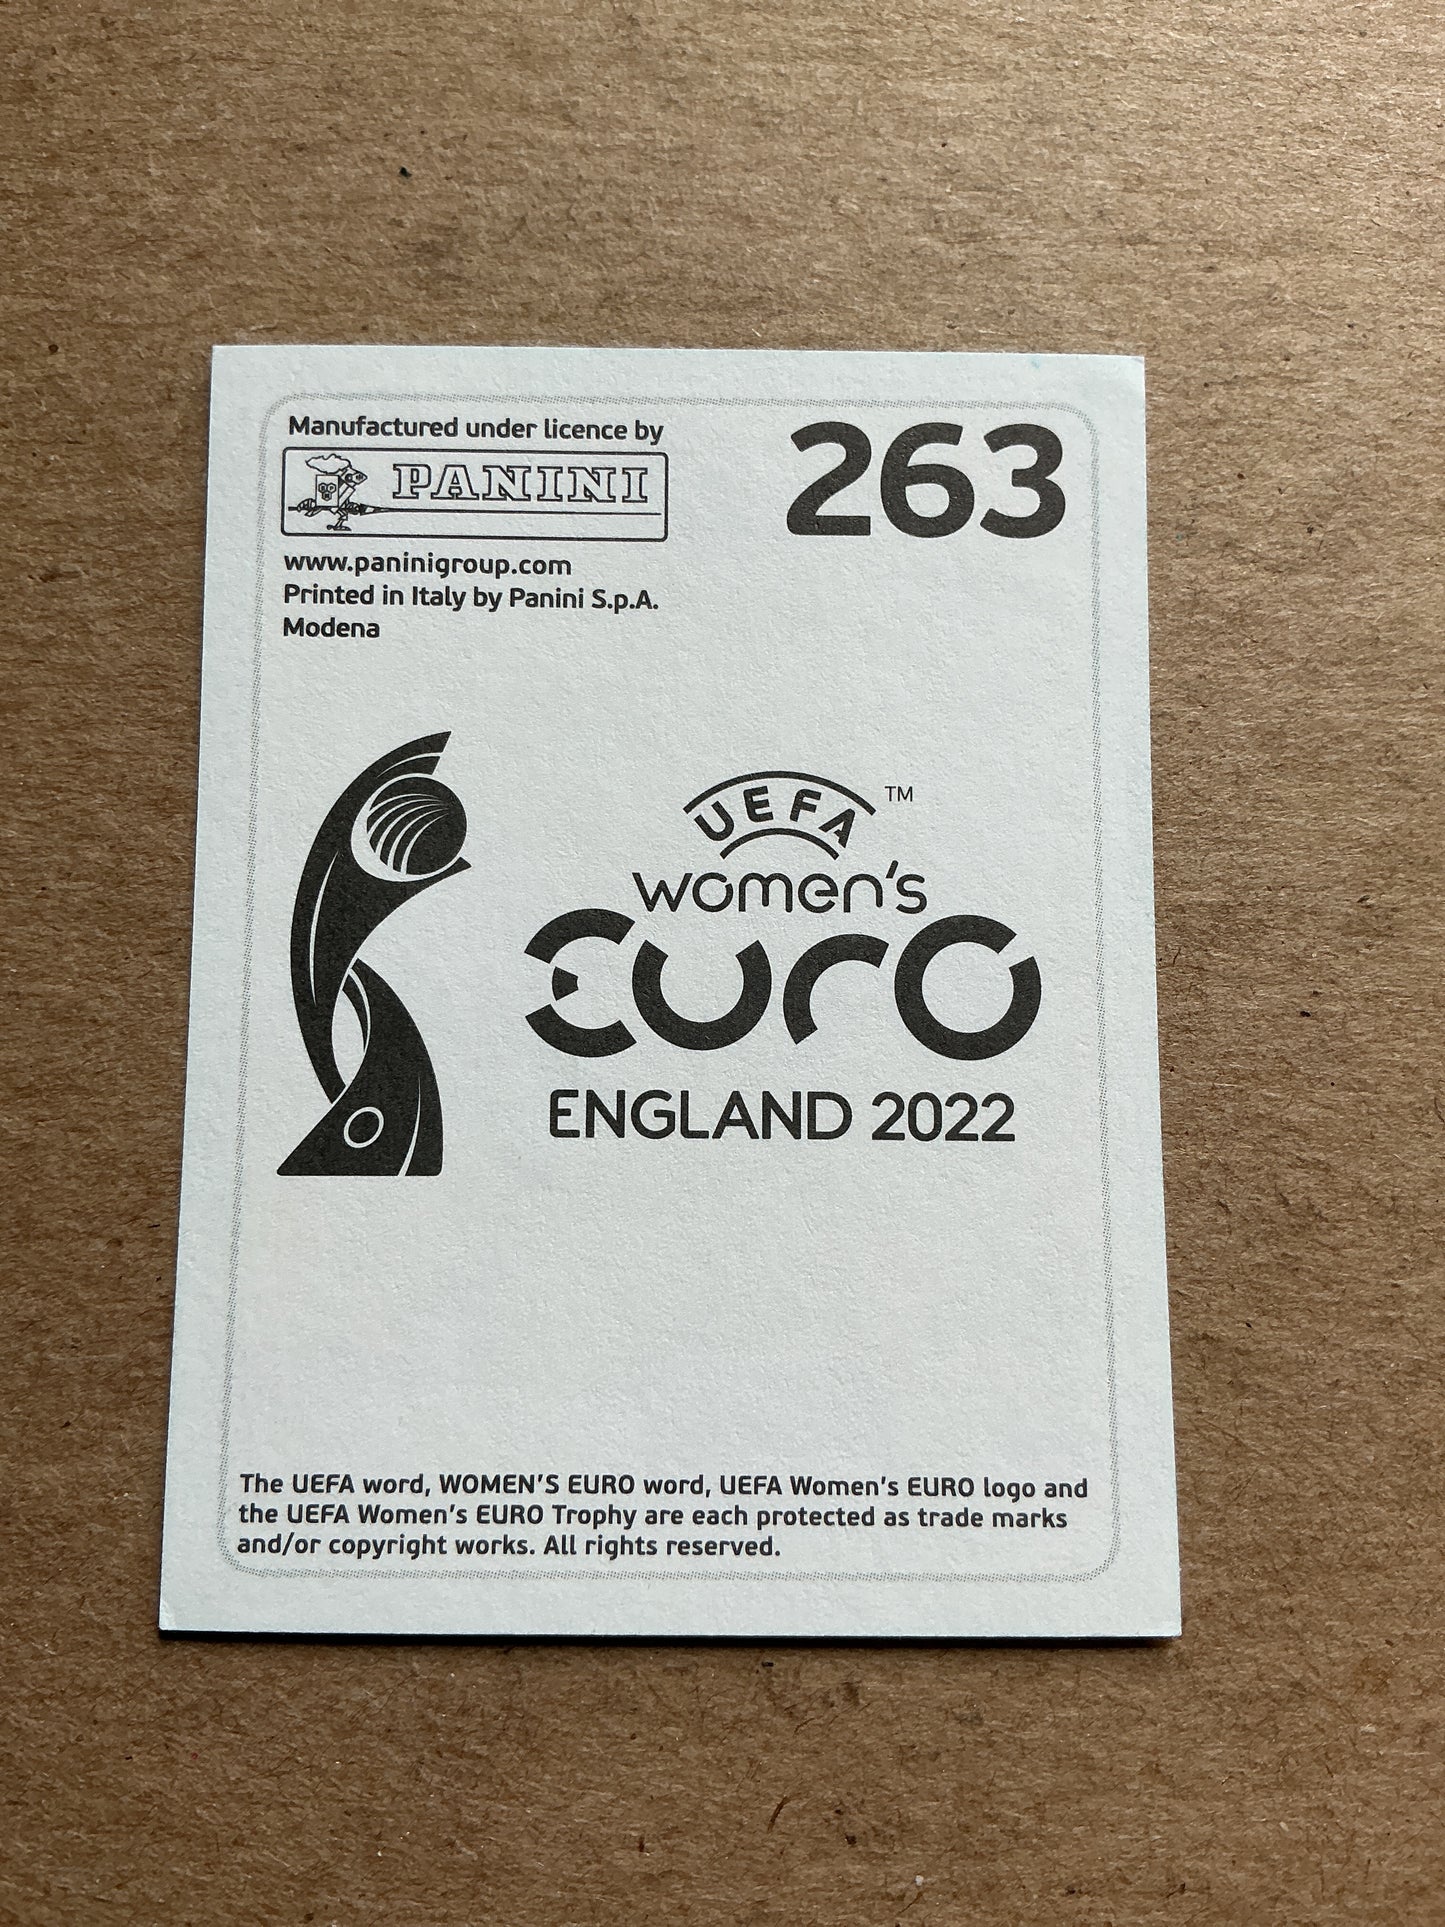 Manufactured under licence by
PANINI
263
www.paninigroup.com
Printed in Italy by Panini S.p.A.
Modena
UEFA TM
women's
EURO
ENGLAND 2022
The UEFA word, WOMEN'S EURO word, UEFA Women's EURO logo and
the UEFA Women's EURO Trophy are each protected as trade marks
and/or copyright works. All rights reserved.